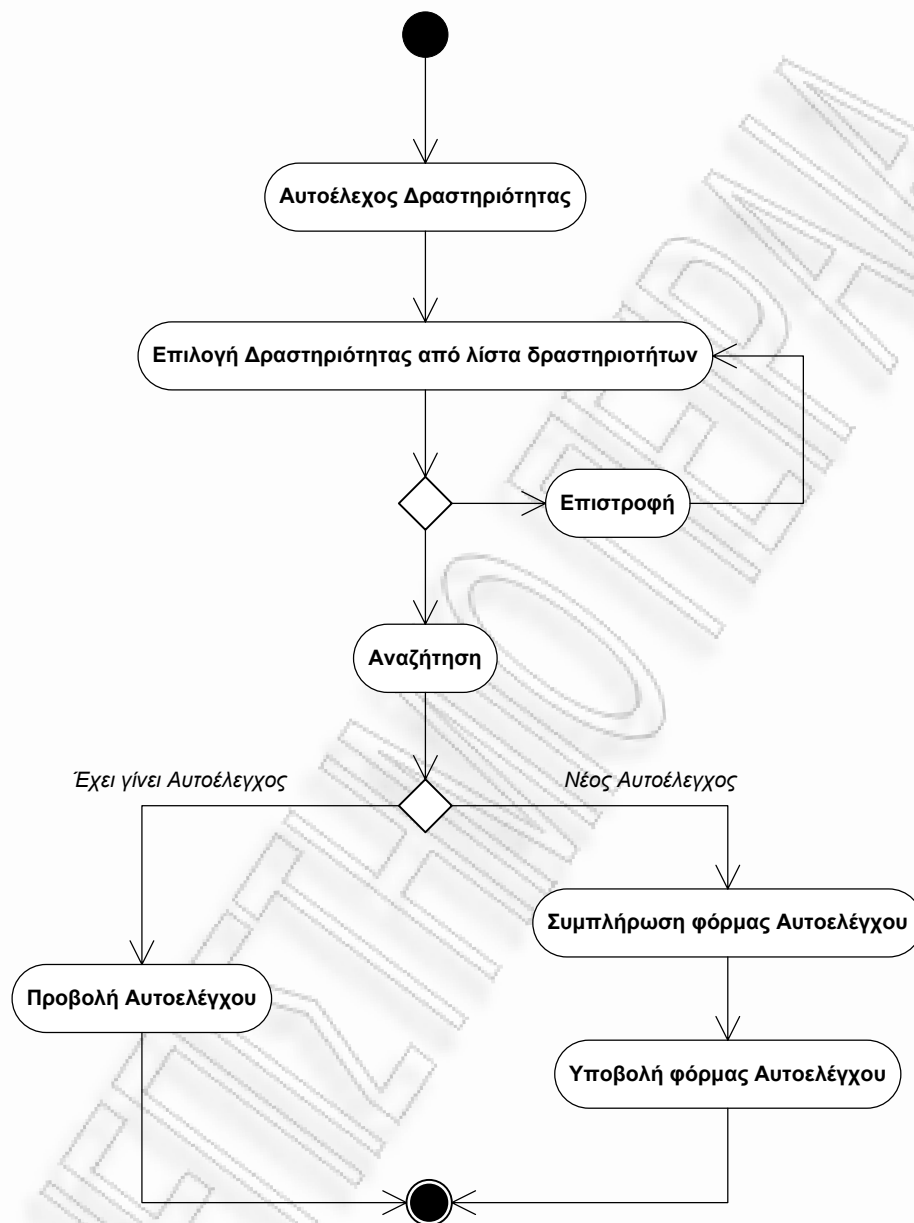 Αυτοέλεχος Δραστηριότητας
Επιλογή Δραστηριότητας από λίστα δραστηριοτήτων
Επιστροφή
Αναζήτηση
Έχει γίνει Αυτοέλεγχος
Νέος Αυτοέλεγχος
Συμπλήρωση φόρμας Αυτοελέγχου
Προβολή Αυτοελέγχου
Υποβολή φόρμας Αυτοελέγχου